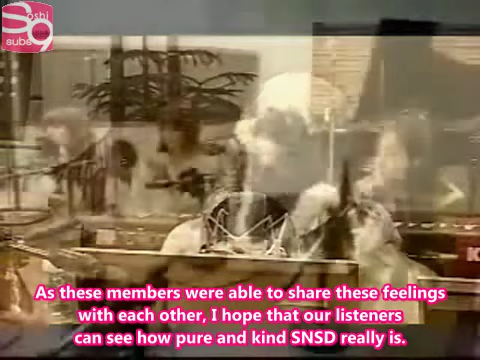 Soshi
subs9
As these members were able to share these feelings
with each other, I hope that our listeners
can see how pure and kind SNSD really is.